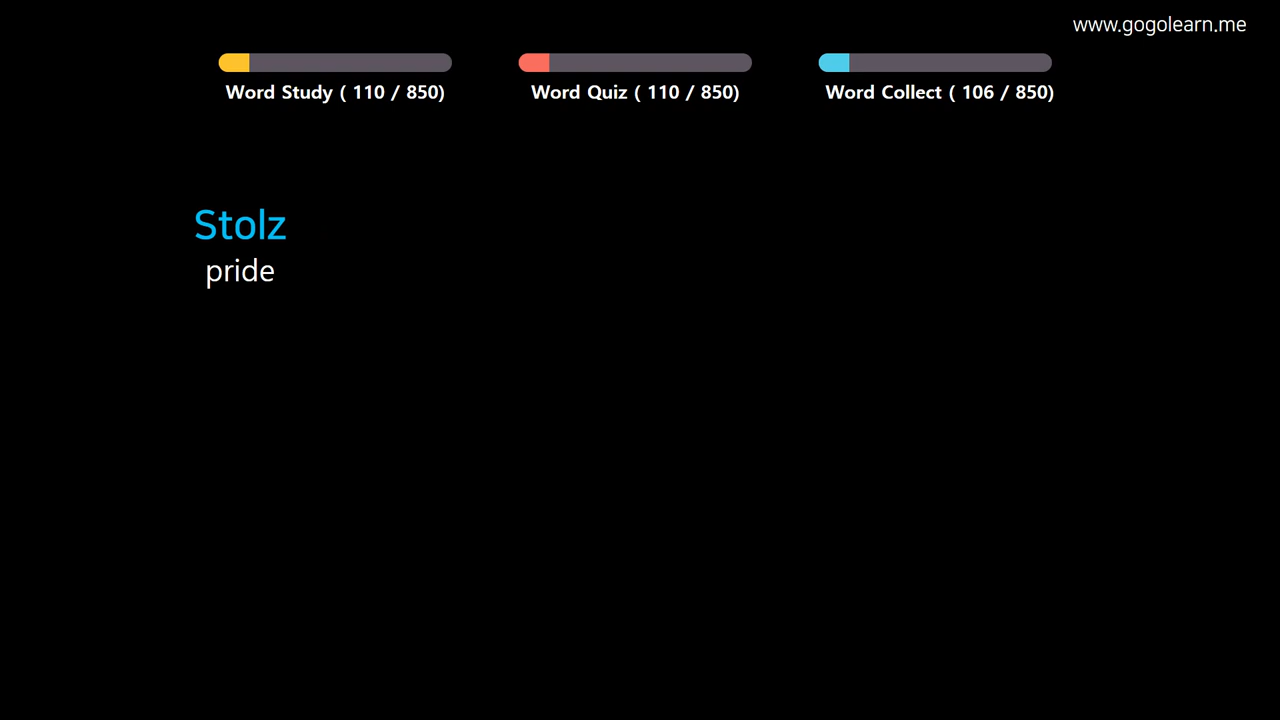 www.gogolearn.me
Word Study ( 110 / 850)
Word Quiz ( 110 / 850)
Word Collect ( 106 / 850)
Stolz
pride